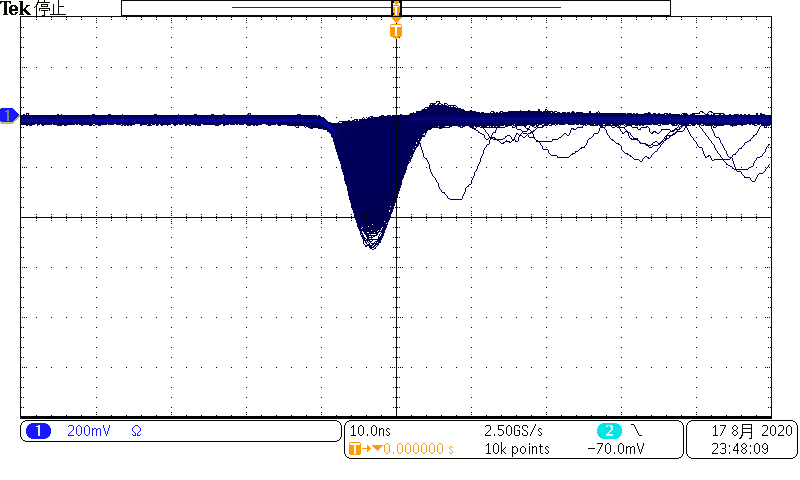 Tek 停止
T
T
1
1 200mV Ω
10.0ns 2.50GS/s 2 -70.0mV
T→▼0.000000 s 10k points
17 8月 2020
23:48:09